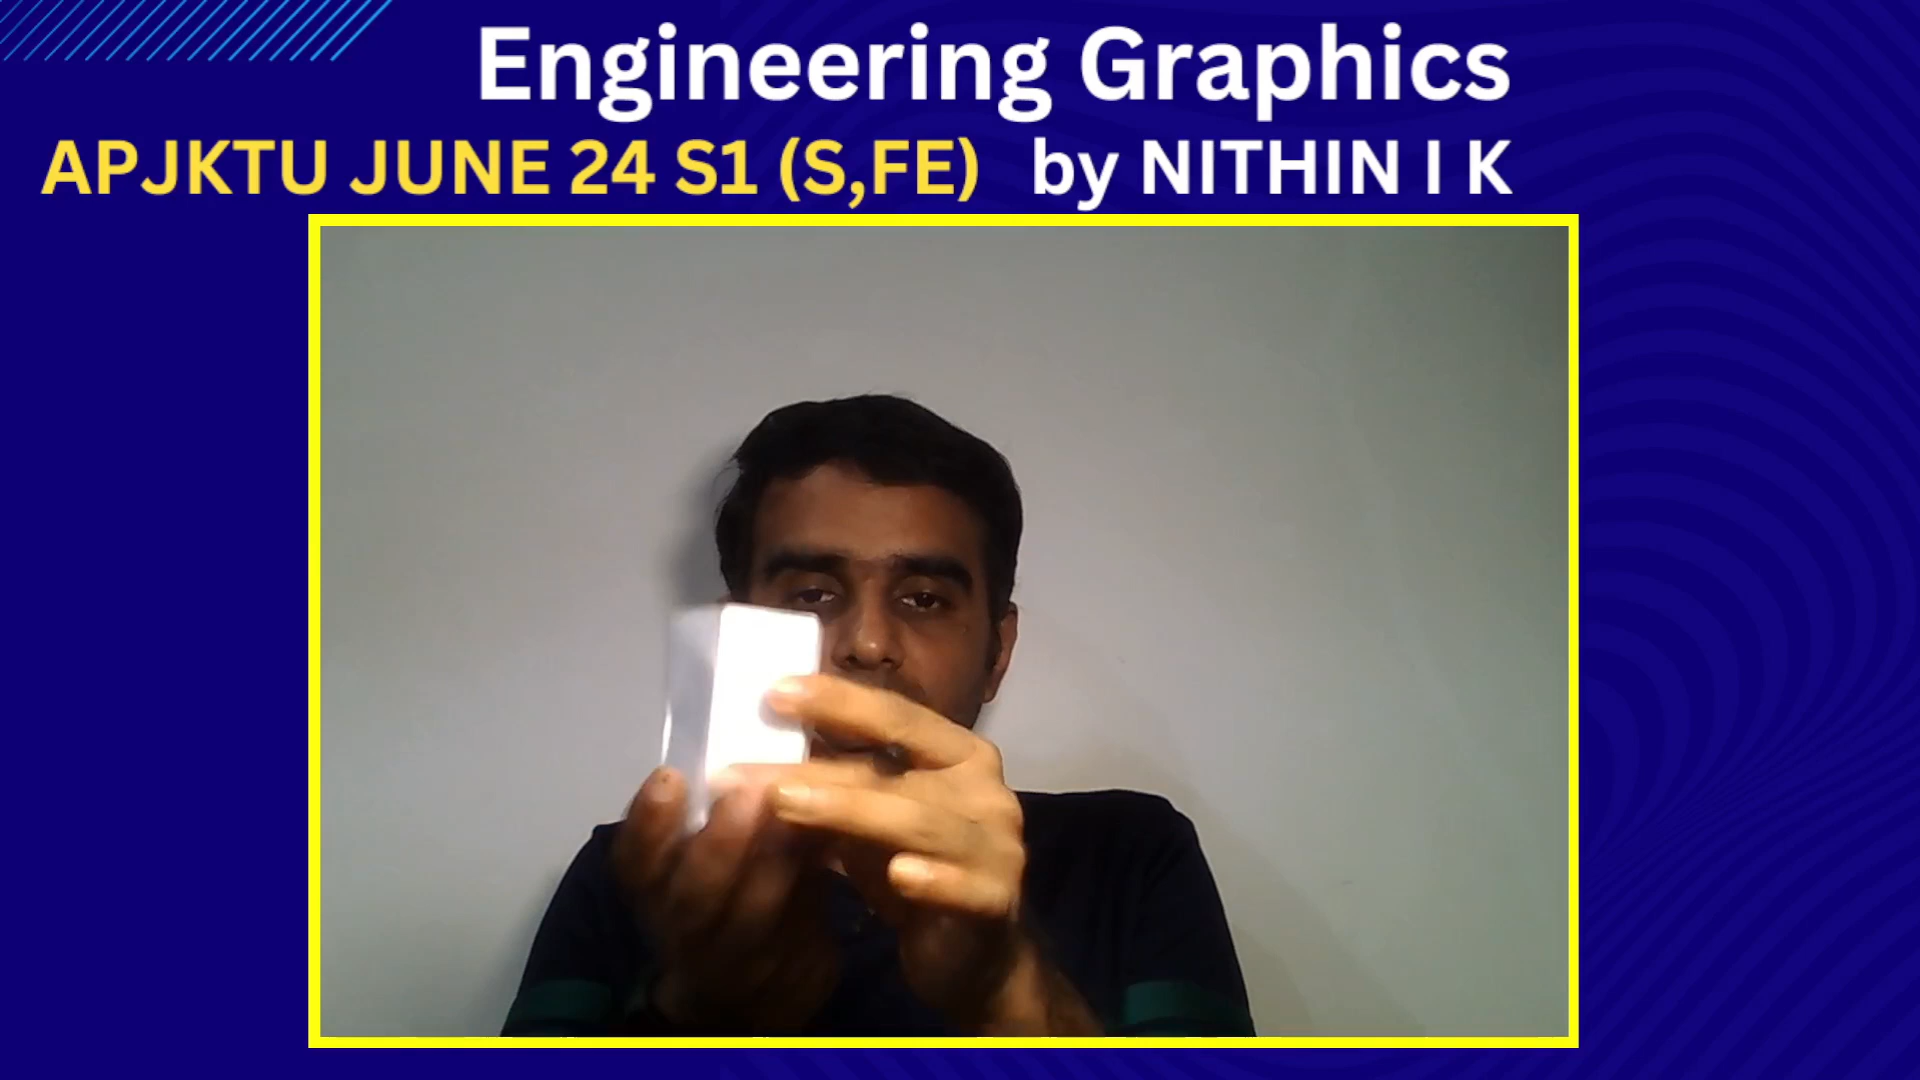 Engineering Graphics
APJKTU JUNE 24 S1 (S,FE) by NITHIN I K